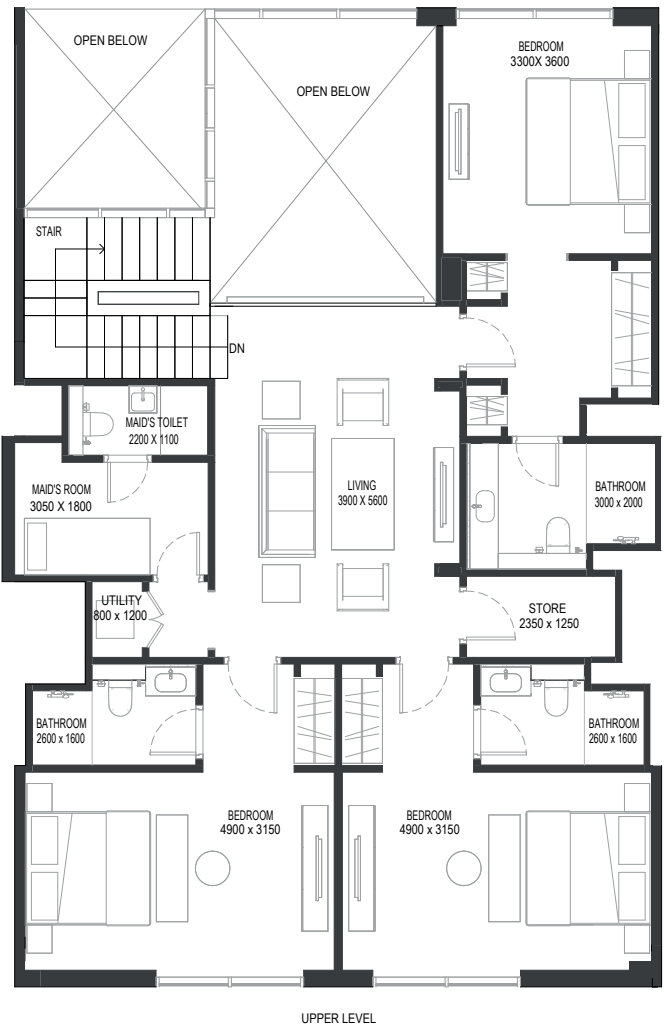 OPEN BELOW
OPEN BELOW
BEDROOM
3300X 3600
STAIR
DN
MAID'S TOILET
2200 X 1100
MAID'S ROOM
3050 X 1800
LIVING
3900 X 5600
BATHROOM
3000 x 2000
UTILITY
800 x 1200
STORE
2350 x 1250
BATHROOM
2600 x 1600
BATHROOM
2600 x 1600
BEDROOM
4900 x 3150
BEDROOM
4900 x 3150
UPPER LEVEL